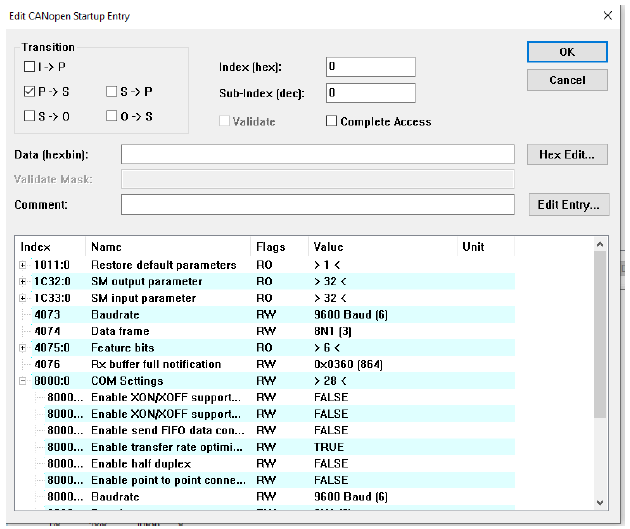 Edit CANopen Startup Entry
Transition
I -> P
P -> S
S -> P
S -> O
O -> S
Index (hex):
0
Sub-Index (dec):
0
Validate
Complete Access
OK
Cancel
Data (hexbin):
Hex Edit...
Validate Mask:
Comment:
Edit Entry...
Index Name Flags Value Unit
1011:0 Restore default parameters RO > 1 <
1C32:0 SM output parameter RO > 32 <
1C33:0 SM input parameter RO > 32 <
4073 Baudrate RW 9600 Baud (6)
4074 Data frame RW 8N1 (3)
4075:0 Feature bits RO > 6 <
4076 Rx buffer full notification RW 0x0360 (864)
8000:0 COM Settings RW > 28 <
8000... Enable XON/XOFF support... RW FALSE
8000... Enable XON/XOFF support... RW FALSE
8000... Enable send FIFO data con... RW FALSE
8000... Enable transfer rate optimi... RW TRUE
8000... Enable half duplex RW FALSE
8000... Enable point to point conne... RW FALSE
8000... Baudrate RW 9600 Baud (6)